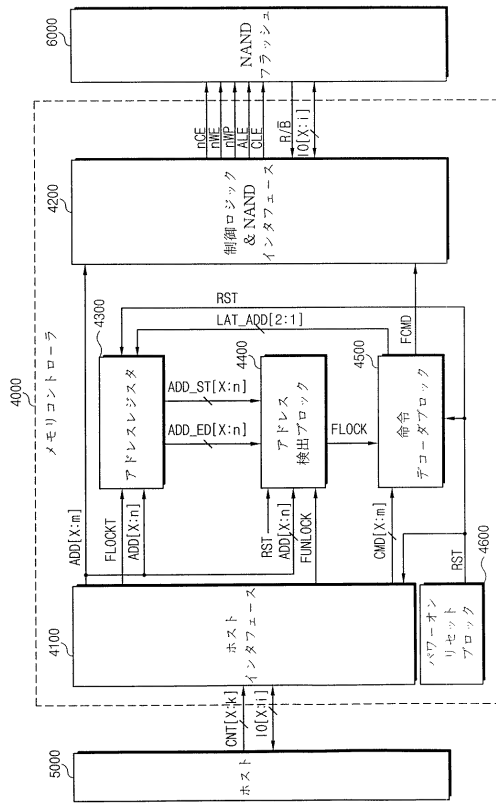 4000
メモリコントローラ
5000
ホスト
CNT[X:k]
IO[X:i]
4100
ホスト
インタフェース
ADD[X:m]
FLOCKT
ADD[X:n]
RST
ADD[X:n]
FUNLOCK
CMD[X:m]
RST
4600
パワーオン
リセット
ブロック
4300
アドレスレジスタ
ADD_ST[X:n]
ADD_ED[X:n]
4400
アドレス
検出ブロック
FLOCK
4500
命令
デコーダブロック
RST
LAT_ADD[2:1]
FCMD
4200
制御ロジック
& NAND
インタフェース
nCE
nWE
nWP
ALE
CLE
R/B̅
IO[X:i]
6000
NAND
フラッシュ